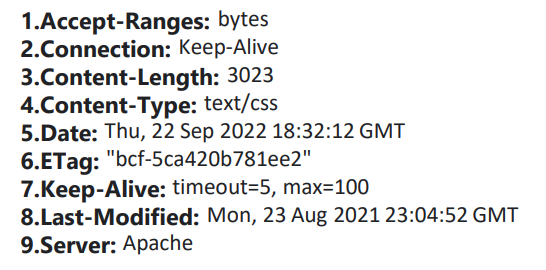 1.Accept-Ranges: bytes
2.Connection: Keep-Alive
3.Content-Length: 3023
4.Content-Type: text/css
5.Date: Thu, 22 Sep 2022 18:32:12 GMT
6.ETag: "bcf-5ca420b781ee2"
7.Keep-Alive: timeout=5, max=100
8.Last-Modified: Mon, 23 Aug 2021 23:04:52 GMT
9.Server: Apache